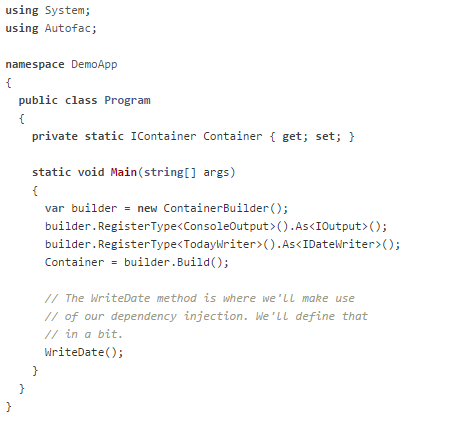 using System;
using Autofac;

namespace DemoApp
{
  public class Program
  {
    private static IContainer Container { get; set; }

    static void Main(string[] args)
    {
      var builder = new ContainerBuilder();
      builder.RegisterType<ConsoleOutput>().As<IOutput>();
      builder.RegisterType<TodayWriter>().As<IDateWriter>();
      Container = builder.Build();

      // The WriteDate method is where we'll make use
      // of our dependency injection. We'll define that
      // in a bit.
      WriteDate();
    }
  }
}